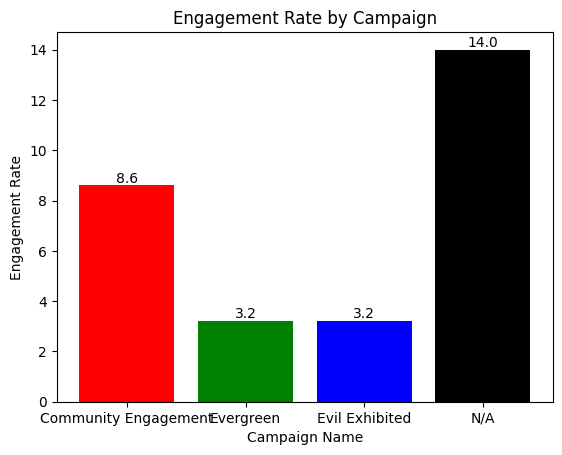 Engagement Rate by Campaign
14.0
14
12
10
8.6
8
6
4
3.2
3.2
2
0
Engagement Rate
Community Engagement
Evergreen
Evil Exhibited
N/A
Campaign Name